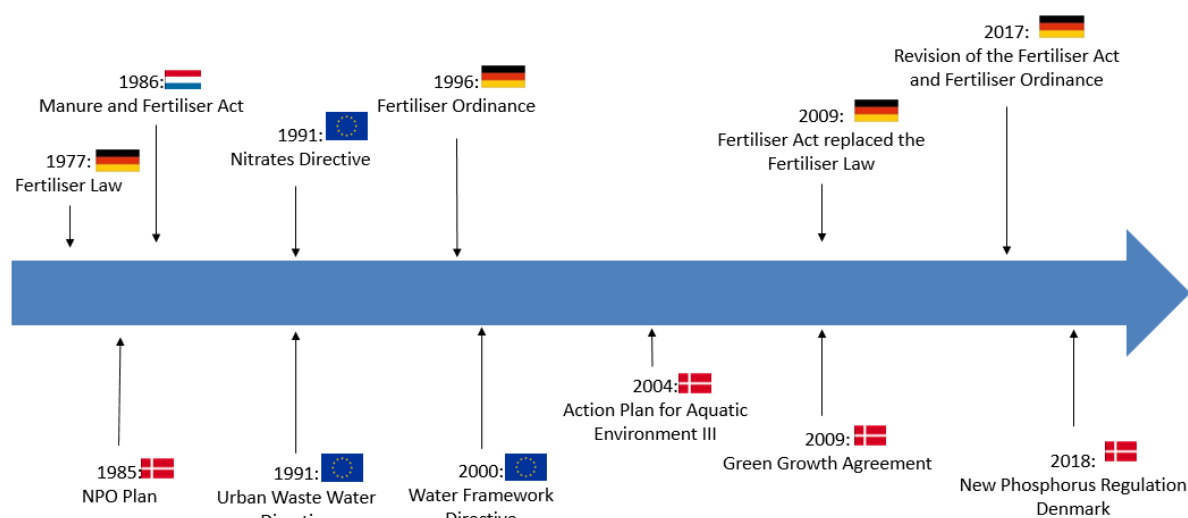 2017:
Revision of the Fertiliser Act
and Fertiliser Ordinance
1986:
Manure and Fertiliser Act
1996:
Fertiliser Ordinance
2009:
Fertiliser Act replaced the
Fertiliser Law
1991:
Nitrates Directive
1977:
Fertiliser Law
2004:
Action Plan for Aquatic
Environment III
1985:
NPO Plan
1991:
Urban Waste Water
2000:
Water Framework
Directive
2009:
Green Growth Agreement
2018:
New Phosphorus Regulation
Denmark